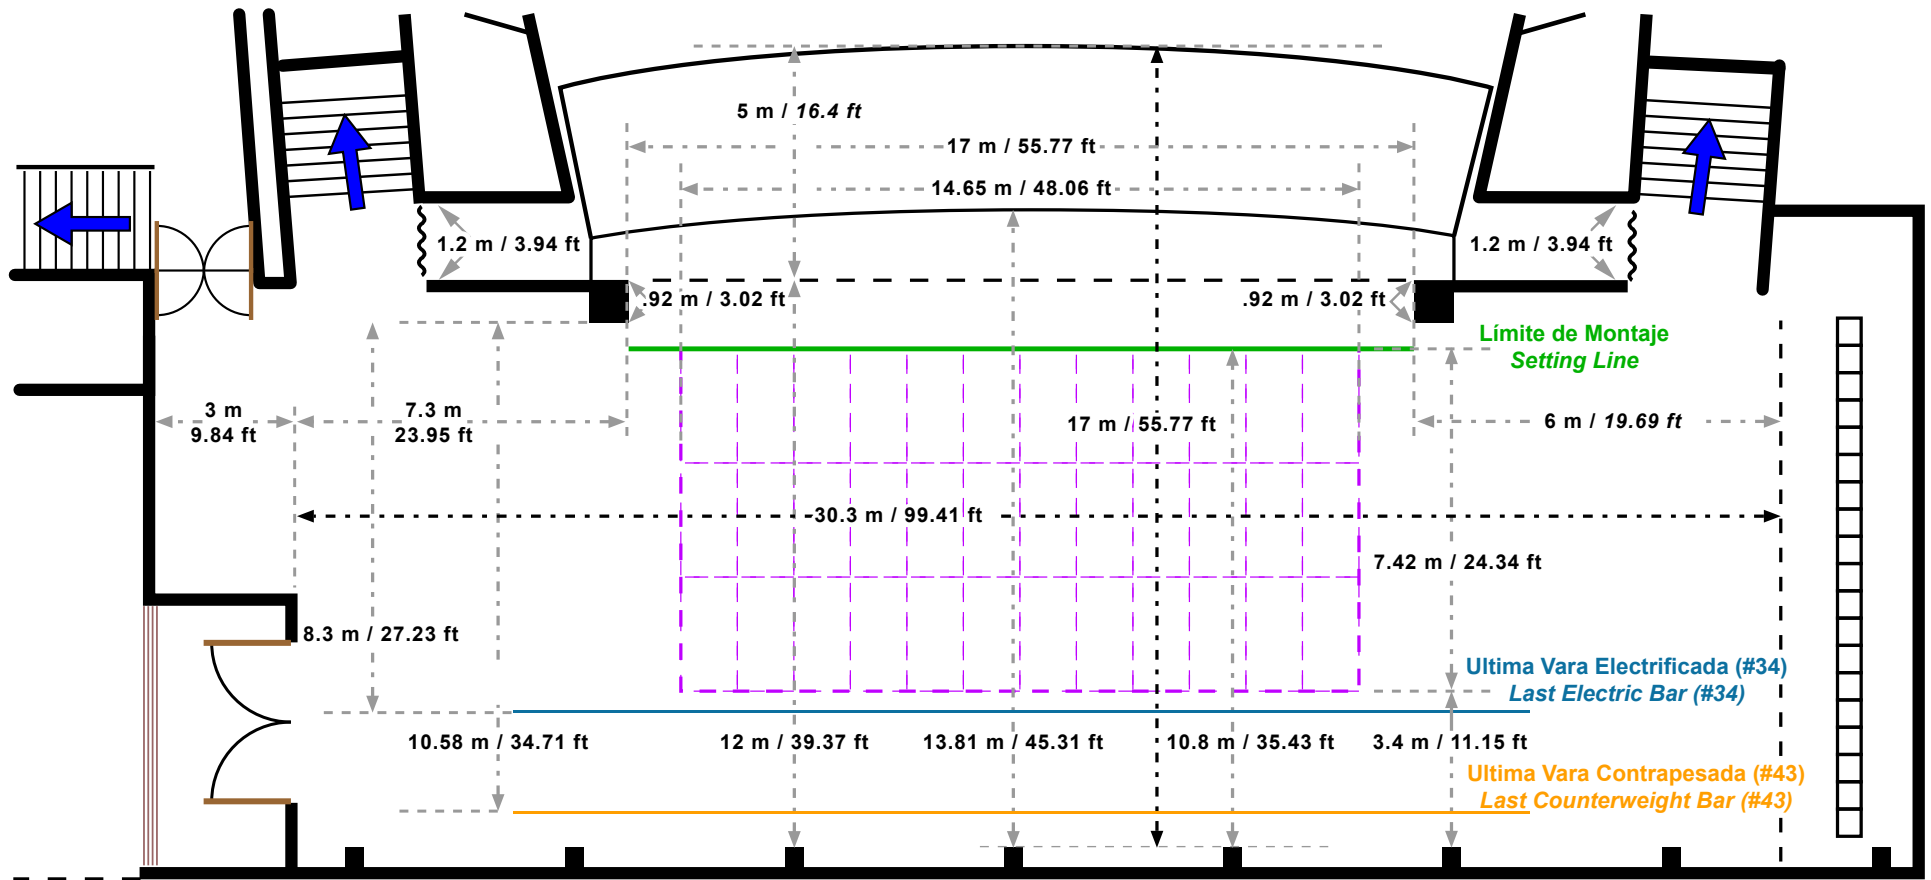 5 m / 16.4 ft
17 m / 55.77 ft
14.65 m / 48.06 ft
1.2 m / 3.94 ft
1.2 m / 3.94 ft
.92 m / 3.02 ft
.92 m / 3.02 ft
Límite de Montaje
Setting Line
3 m
9.84 ft
7.3 m
23.95 ft
17 m / 55.77 ft
6 m / 19.69 ft
30.3 m / 99.41 ft
7.42 m / 24.34 ft
8.3 m / 27.23 ft
Ultima Vara Electrificada (#34)
Last Electric Bar (#34)
10.58 m / 34.71 ft
12 m / 39.37 ft
13.81 m / 45.31 ft
10.8 m / 35.43 ft
3.4 m / 11.15 ft
Ultima Vara Contrapesada (#43)
Last Counterweight Bar (#43)